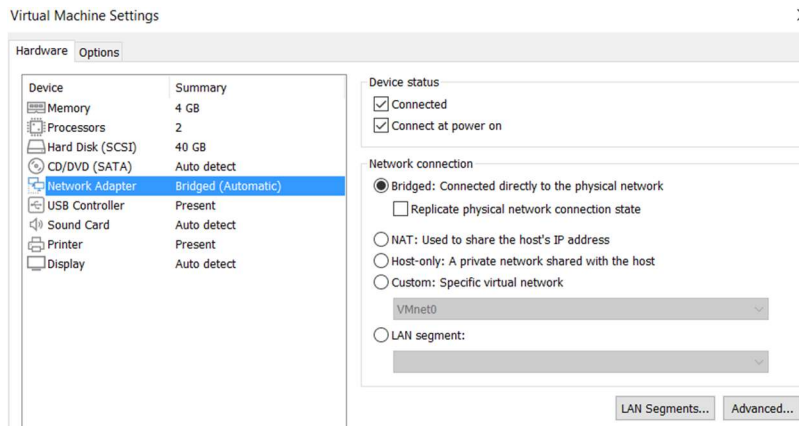 Virtual Machine Settings
Hardware Options
Device Summary
Memory 4 GB
Processors 2
Hard Disk (SCSI) 40 GB
CD/DVD (SATA) Auto detect
Network Adapter Bridged (Automatic)
USB Controller Present
Sound Card Auto detect
Printer Present
Display Auto detect
Device status
Connected
Connect at power on
Network connection
Bridged: Connected directly to the physical network
Replicate physical network connection state
NAT: Used to share the host's IP address
Host-only: A private network shared with the host
Custom: Specific virtual network
VMnet0
LAN segment:
LAN Segments... Advanced...